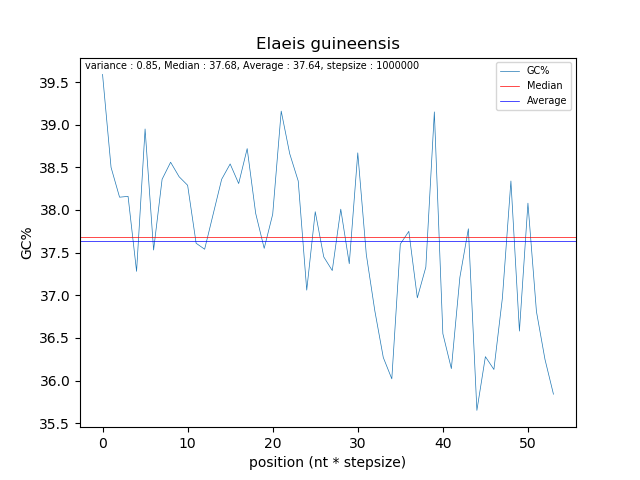 Elaeis guineensis
variance : 0.85, Median : 37.68, Average : 37.64, stepsize : 1000000
GC%
Median
Average
39.5
39.0
38.5
38.0
37.5
37.0
36.5
36.0
35.5
GC%
0 10 20 30 40 50
position (nt * stepsize)